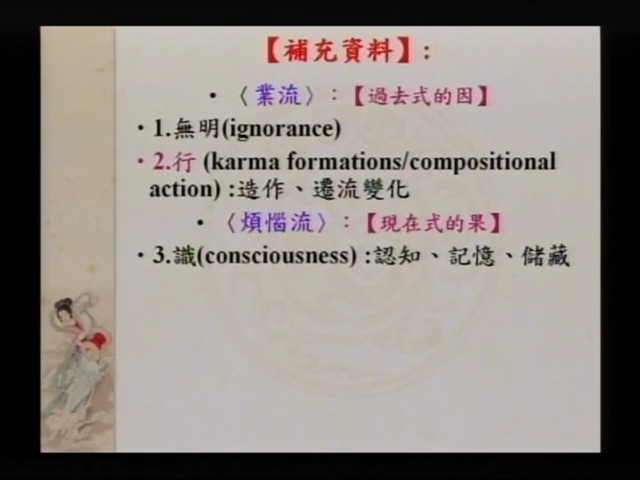 【補充資料】:
• 〈業流〉:【過去式的因】
• 1.無明(ignorance)
• 2.行 (karma formations/compositional
action) :造作、遷流變化
• 〈煩惱流〉:【現在式的果】
• 3.識(consciousness) :認知、記憶、儲藏